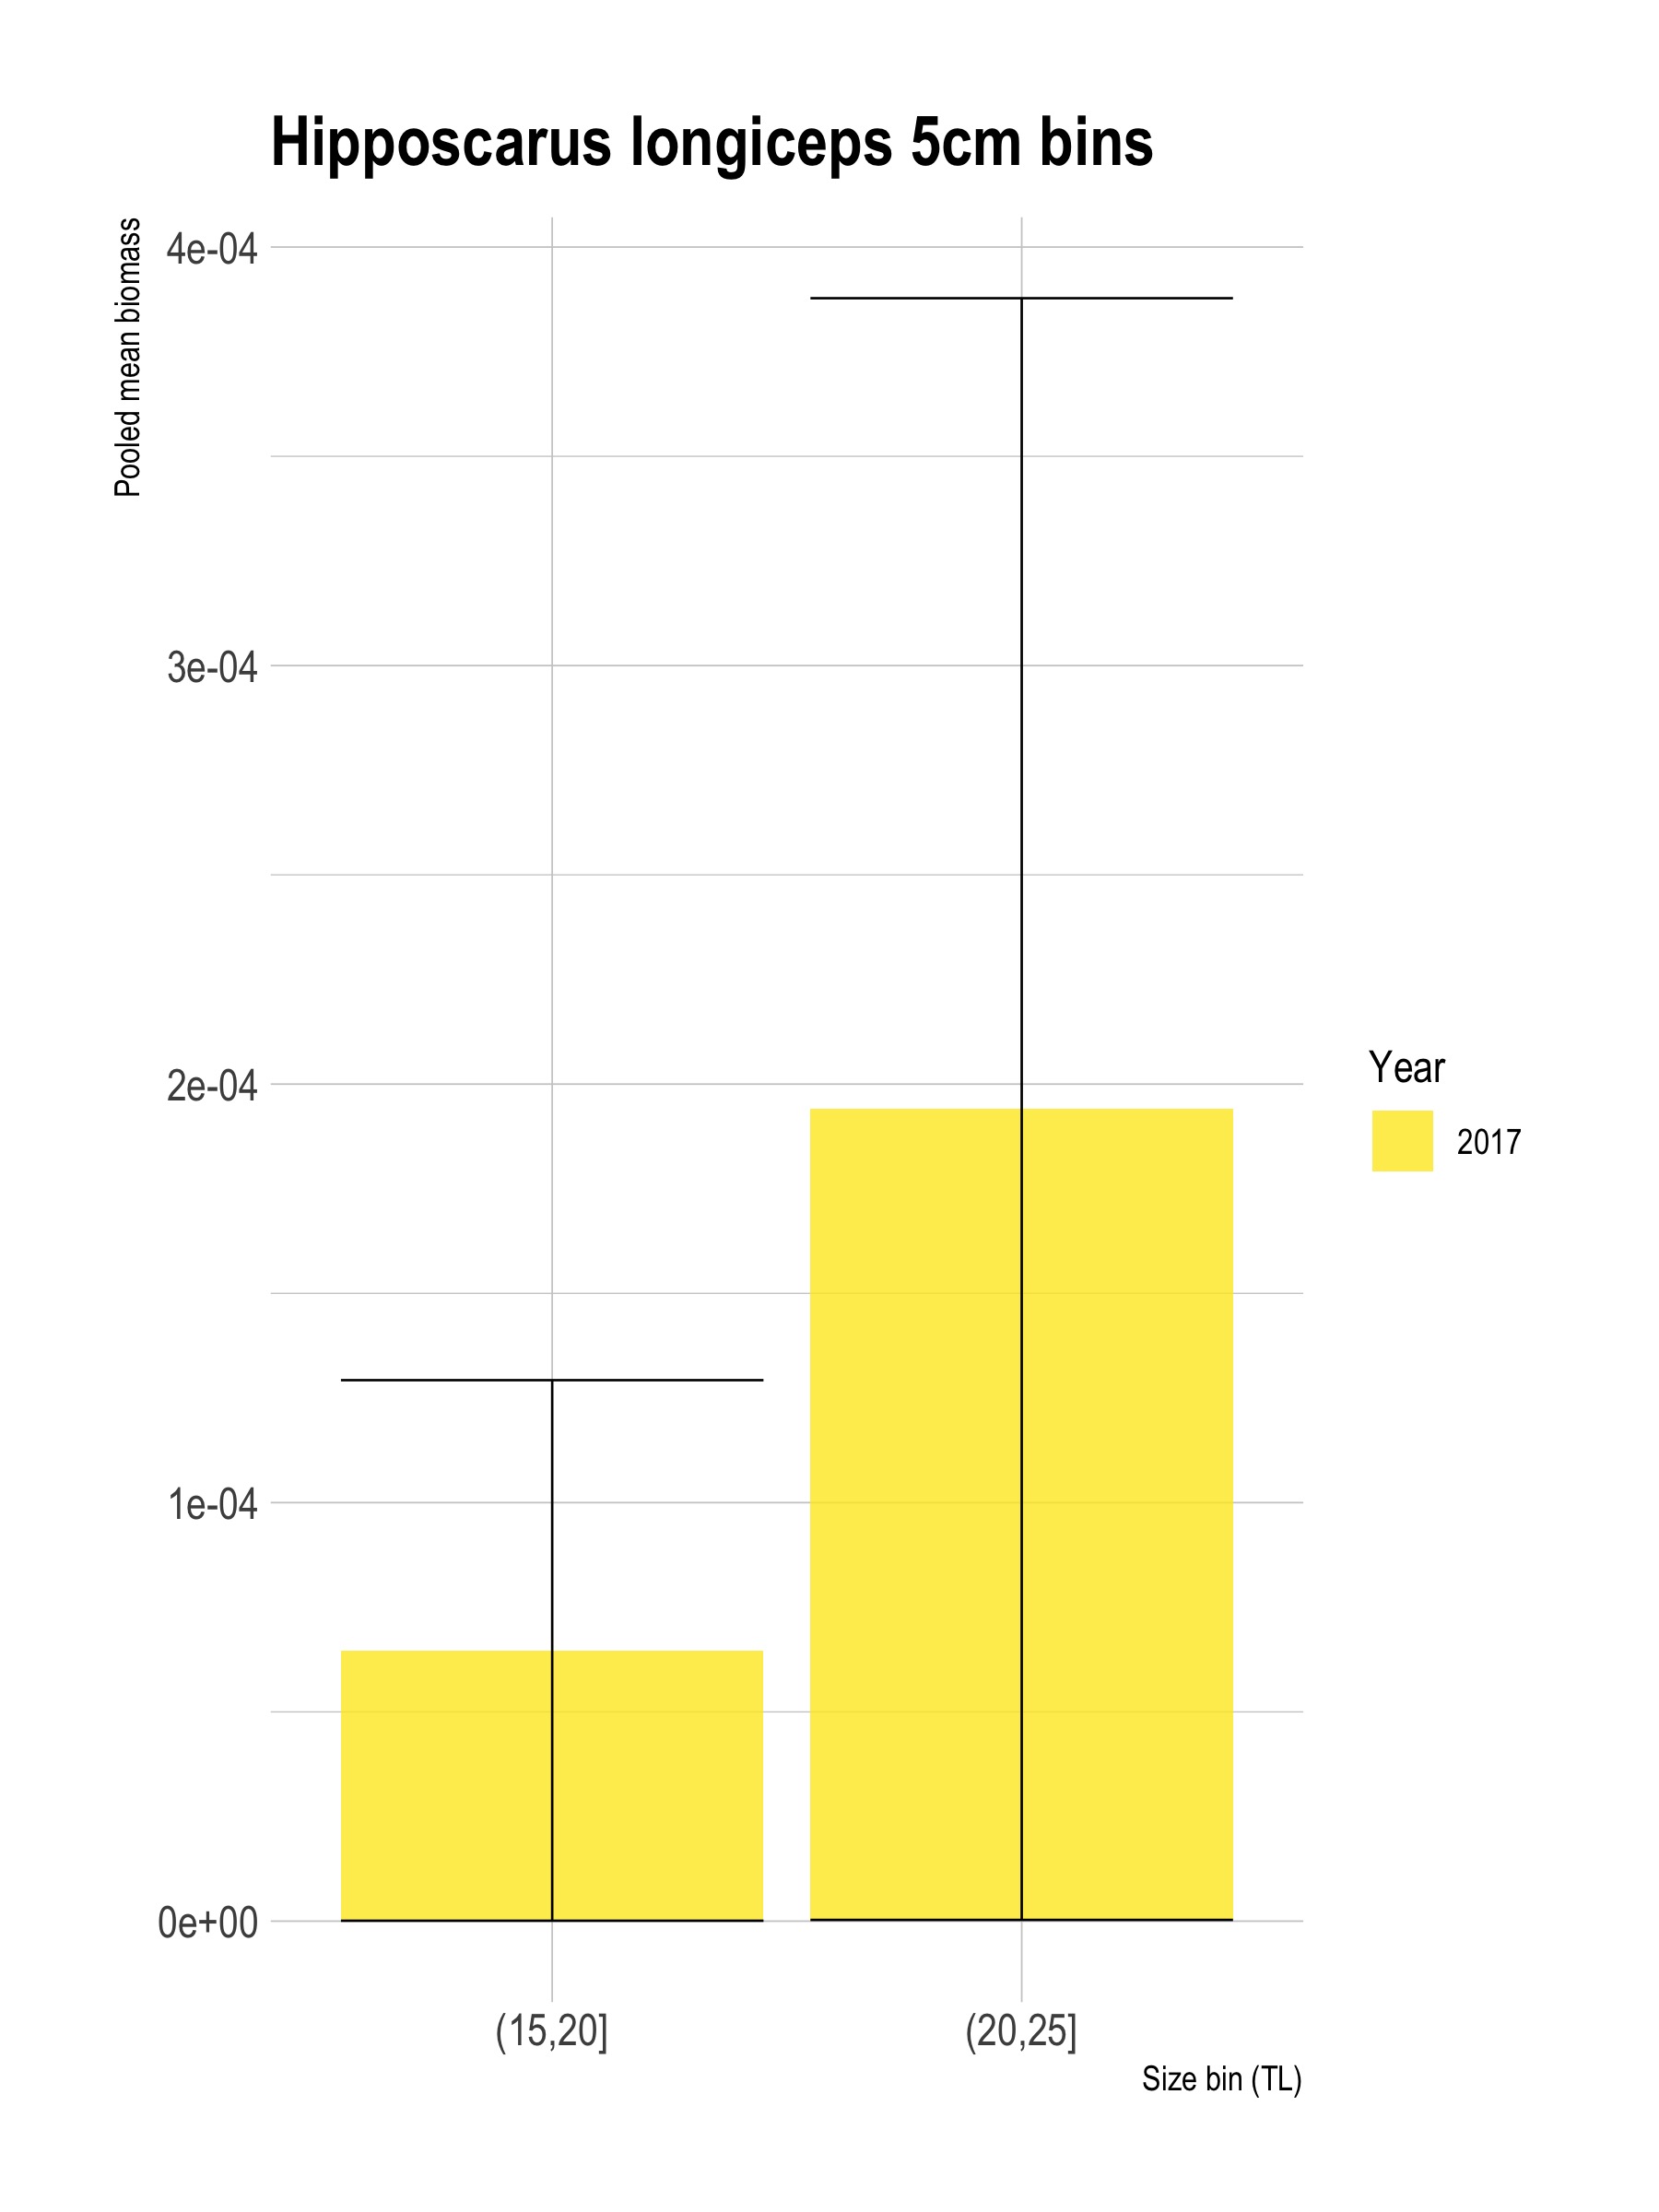 Hipposcarus longiceps 5cm bins
Pooled mean biomass
4e-04
3e-04
2e-04
1e-04
0e+00
(15,20]
(20,25]
Size bin (TL)
Year
2017